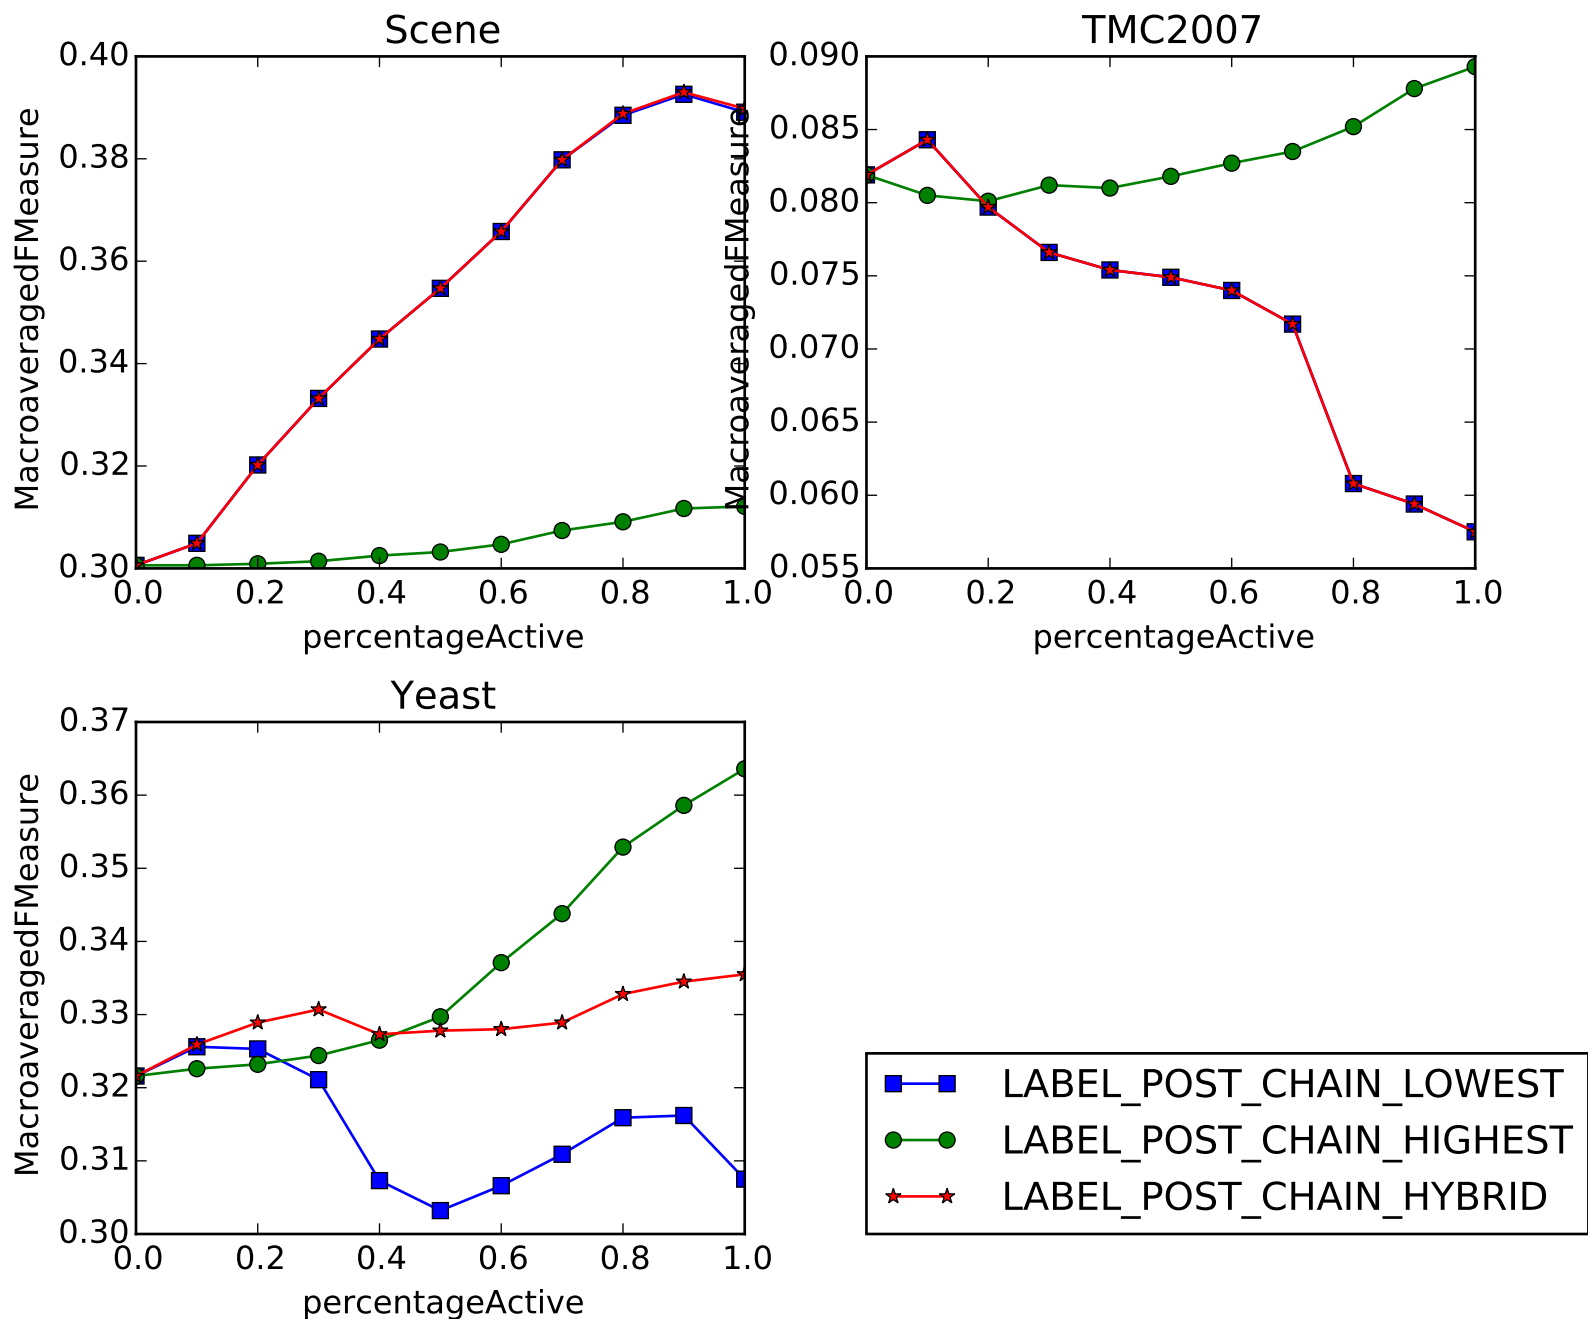 Scene
0.40
0.38
0.36
0.34
0.32
0.30
MacroaveragedFMeasure
0.0 0.2 0.4 0.6 0.8 1.0
percentageActive
TMC2007
0.090
0.085
0.080
0.075
0.070
0.065
0.060
0.055
MacroaveragedFMeasure
0.0 0.2 0.4 0.6 0.8 1.0
percentageActive
Yeast
0.37
0.36
0.35
0.34
0.33
0.32
0.31
0.30
MacroaveragedFMeasure
0.0 0.2 0.4 0.6 0.8 1.0
percentageActive
LABEL_POST_CHAIN_LOWEST
LABEL_POST_CHAIN_HIGHEST
LABEL_POST_CHAIN_HYBRID